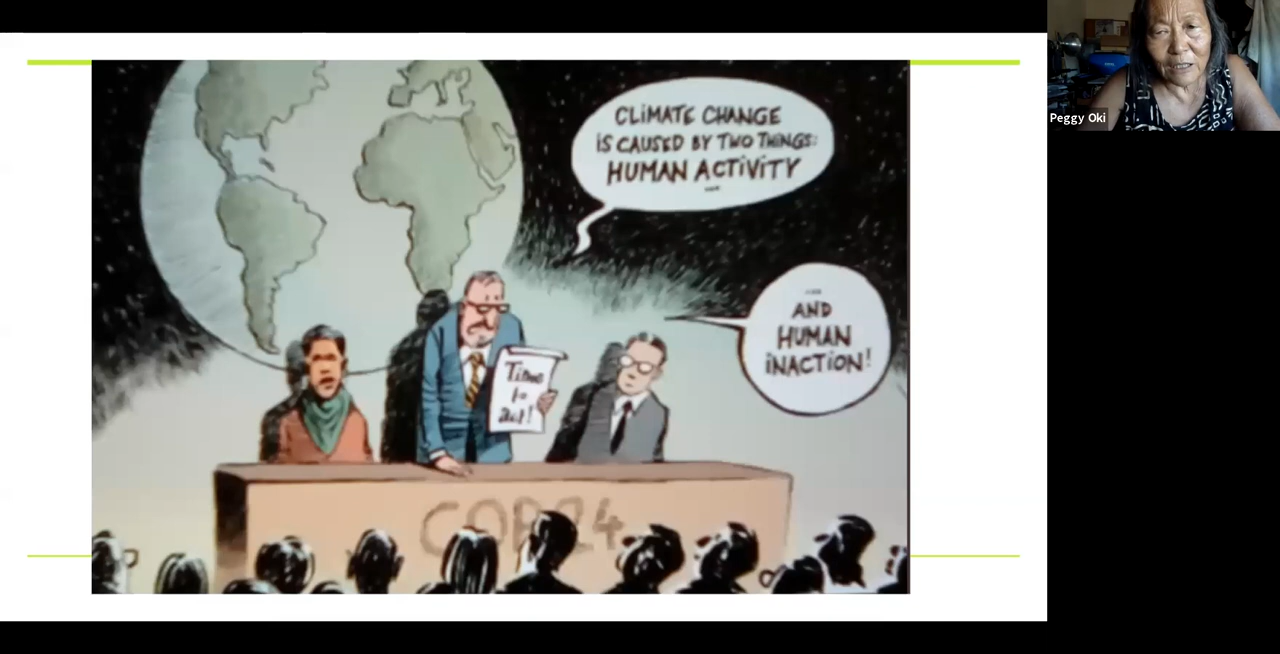 CLIMATE CHANGE
IS CAUSED BY TWO THINGS:
HUMAN ACTIVITY
...
...
AND
HUMAN
INACTION!
Time
to
act!
COP24
Peggy Oki